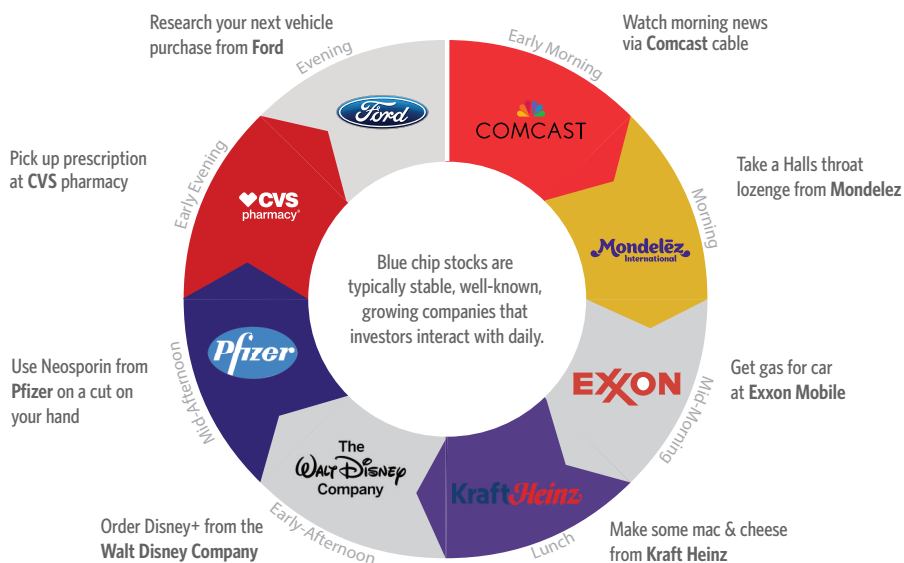 Early Morning
Watch morning news
via Comcast cable
COMCAST
Morning
Take a Halls throat
lozenge from Mondelez
Mondelēz
International
Mid-Morning
Get gas for car
at Exxon Mobile
EXXON
Lunch
Make some mac & cheese
from Kraft Heinz
KraftHeinz
Early-Afternoon
Order Disney+ from the
Walt Disney Company
The
WALT DISNEY
Company
Mid-Afternoon
Use Neosporin from
Pfizer on a cut on
your hand
Pfizer
Early Evening
Pick up prescription
at CVS pharmacy
CVS
pharmacy®
Evening
Research your next vehicle
purchase from Ford
Ford
Blue chip stocks are
typically stable, well-known,
growing companies that
investors interact with daily.